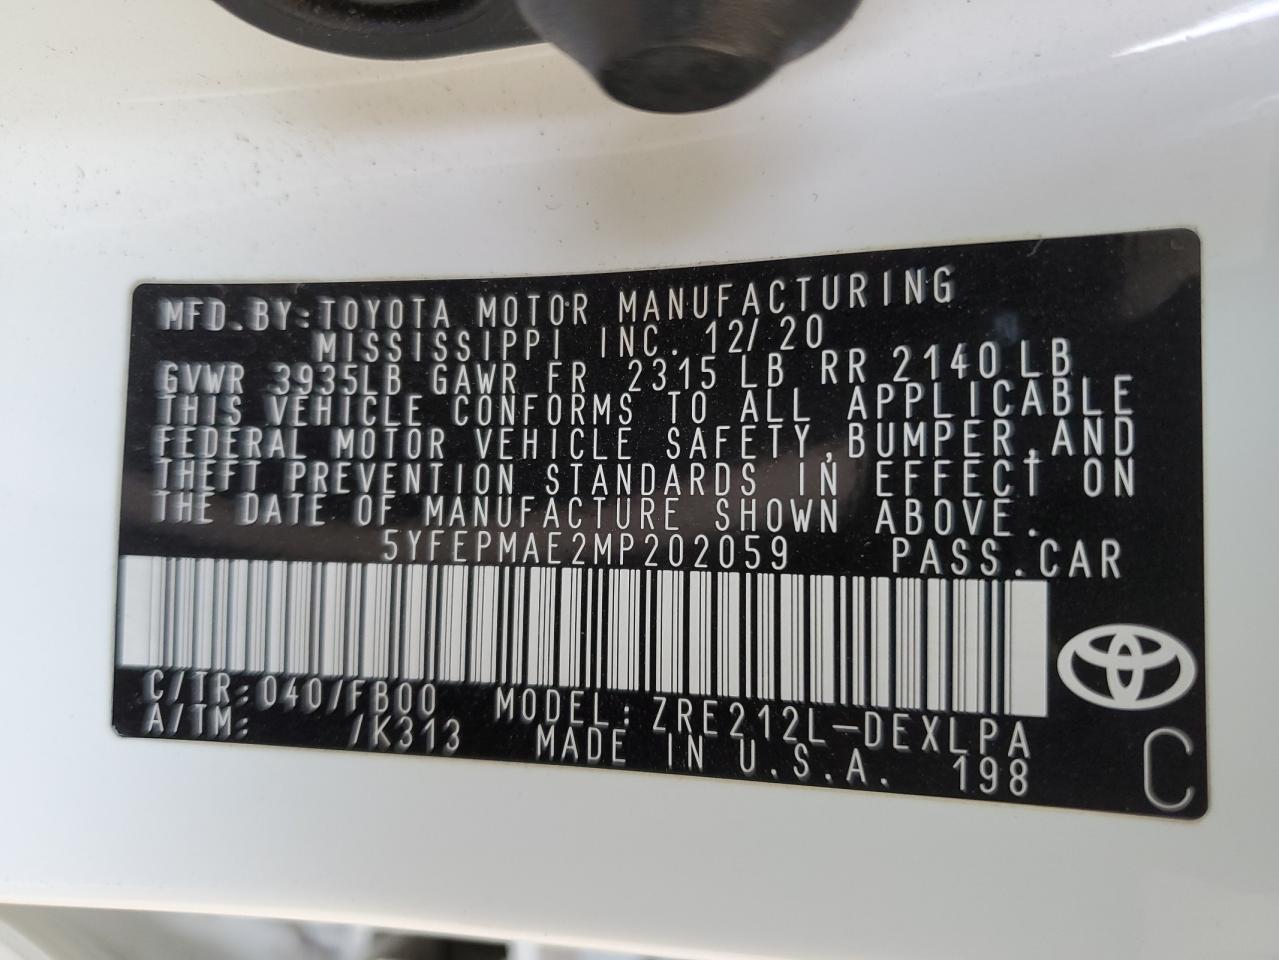 MFD. BY: TOYOTA MOTOR MANUFACTURING
MISSISSIPPI INC. 12/20
GVWR 3935LB GAWR FR 2315 LB RR 2140 LB
THIS VEHICLE CONFORMS TO ALL APPLICABLE
FEDERAL MOTOR VEHICLE SAFETY, BUMPER, AND
THEFT PREVENTION STANDARDS IN EFFECT ON
THE DATE OF MANUFACTURE SHOWN ABOVE.
5YFEPMAE2MP202059 PASS. CAR
C/TR: 040/FB00 MODEL: ZRE212L-DEXLPA
A/TM: /K313 MADE IN U.S.A. 198
C